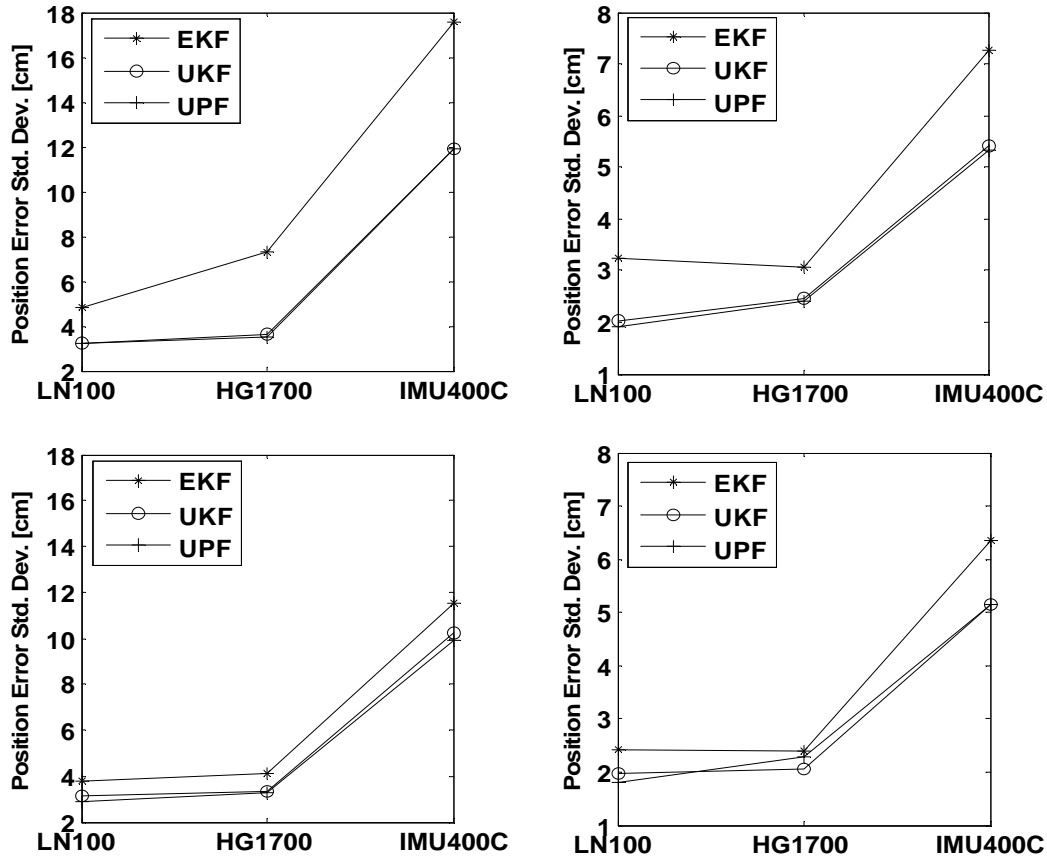 Position Error Std. Dev. [cm]
18
16
14
12
10
8
6
4
2
EKF
UKF
UPF
LN100 HG1700 IMU400C
Position Error Std. Dev. [cm]
8
7
6
5
4
3
2
1
EKF
UKF
UPF
LN100 HG1700 IMU400C
Position Error Std. Dev. [cm]
18
16
14
12
10
8
6
4
2
EKF
UKF
UPF
LN100 HG1700 IMU400C
Position Error Std. Dev. [cm]
8
7
6
5
4
3
2
1
EKF
UKF
UPF
LN100 HG1700 IMU400C